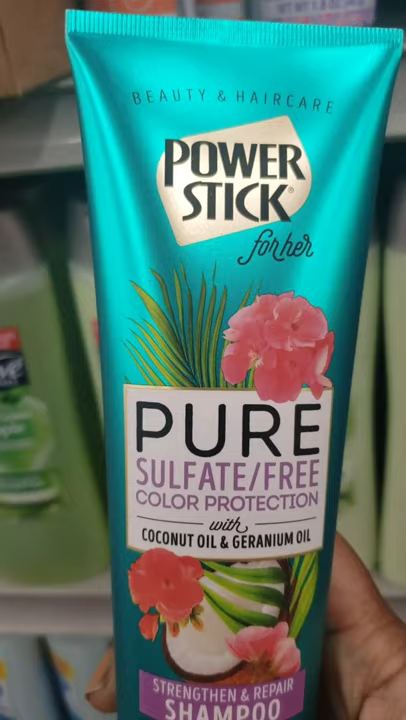 BEAUTY & HAIRCARE
POWER
STICK®
for her
PURE
SULFATE/FREE
COLOR PROTECTION
with
COCONUT OIL & GERANIUM OIL
STRENGTHEN & REPAIR
SHAMPOO